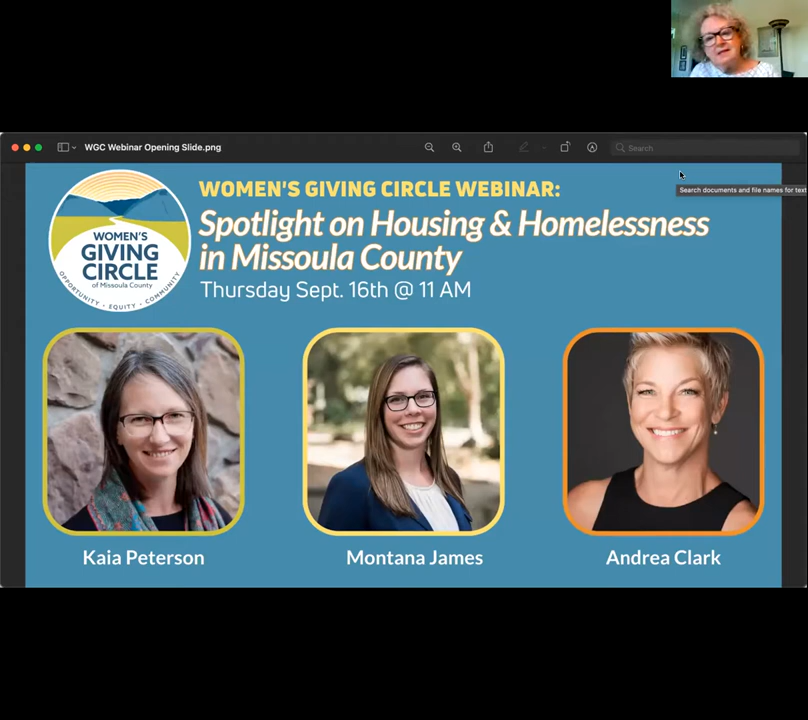 WGC Webinar Opening Slide.png
Search
Search documents and file names for text
WOMEN'S
GIVING
CIRCLE
of Missoula County
OPPORTUNITY · EQUITY · COMMUNITY
WOMEN'S GIVING CIRCLE WEBINAR:
Spotlight on Housing & Homelessness
in Missoula County
Thursday Sept. 16th @ 11 AM
Kaia Peterson
Montana James
Andrea Clark